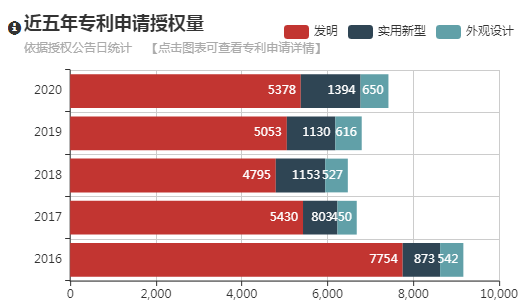 近五年专利申请授权量
发明 实用新型 外观设计
依据授权公告日统计 【点击图表可查看专利申请详情】
2020 5378 1394 650
2019 5053 1130 616
2018 4795 1153 527
2017 5430 803 450
2016 7754 873 542
0 2,000 4,000 6,000 8,000 10,000